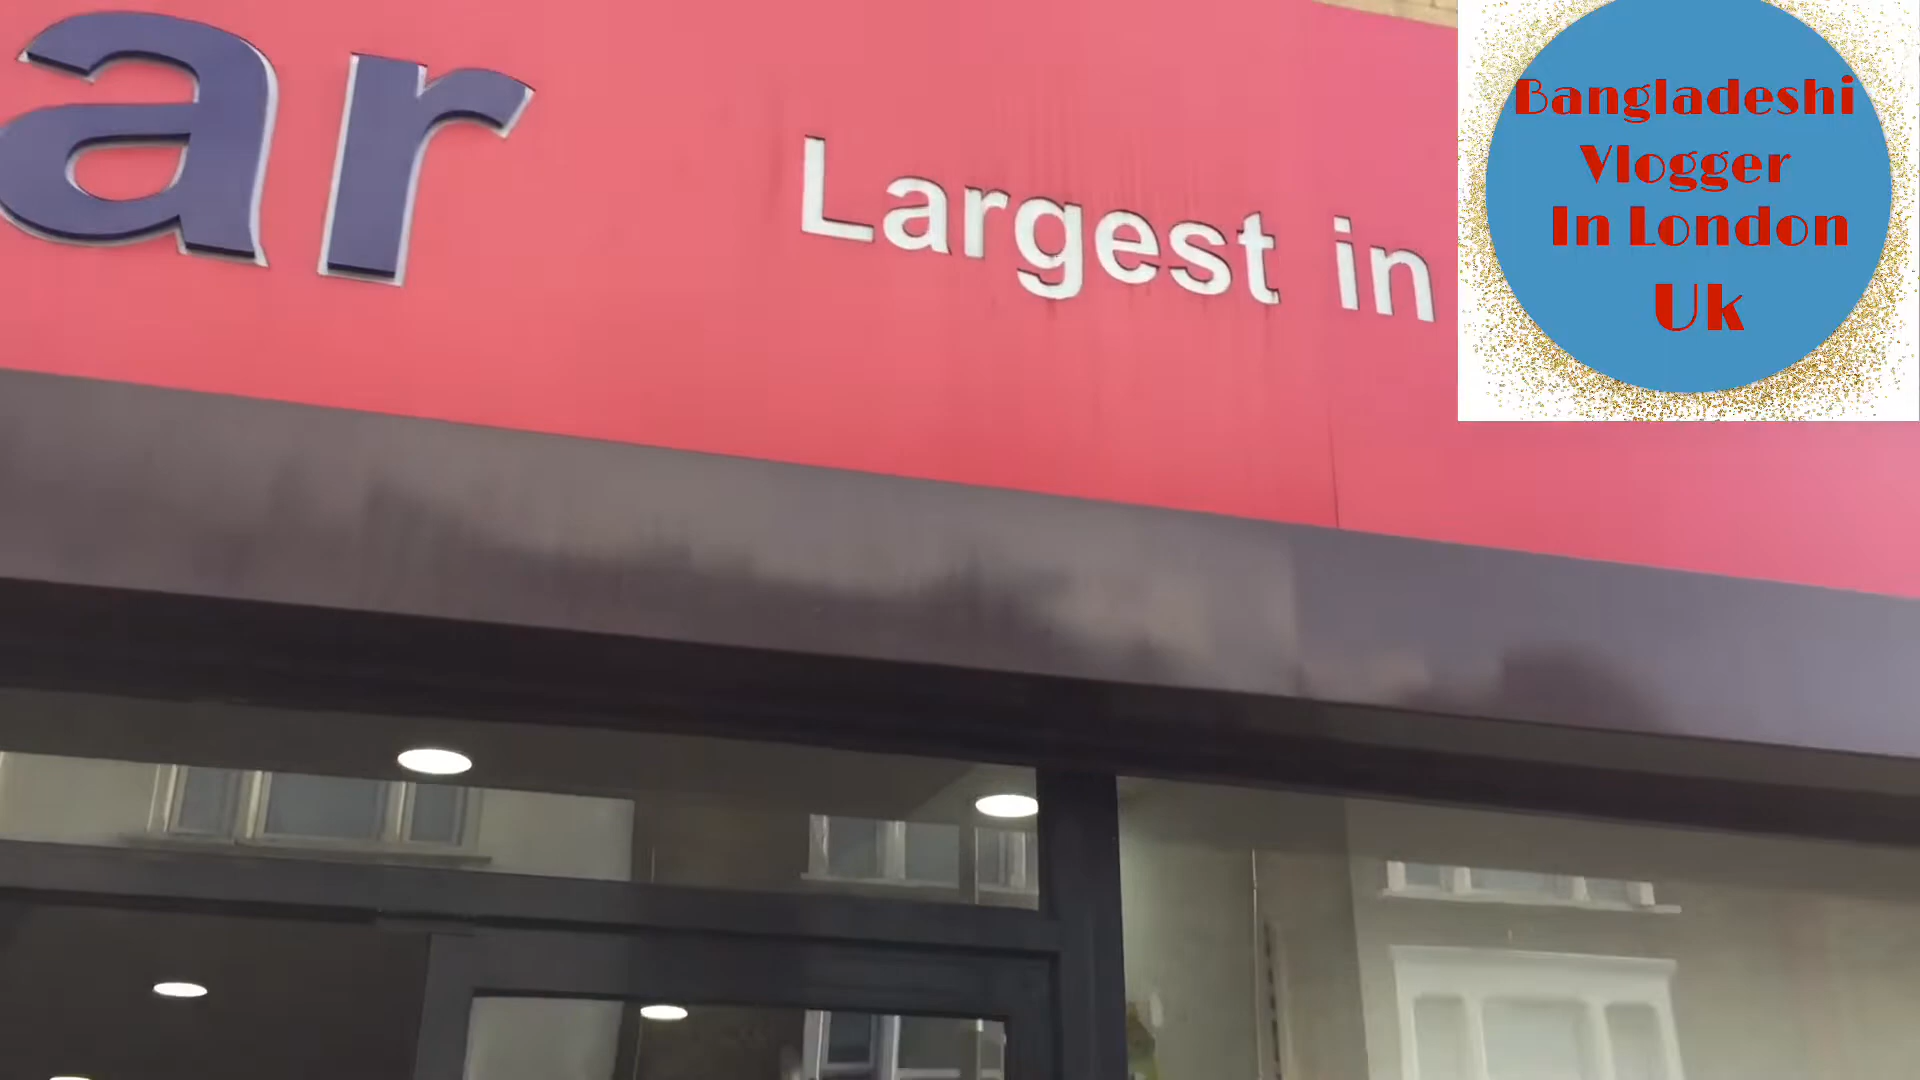 ar
Largest in
Bangladeshi
Vlogger
In London
Uk